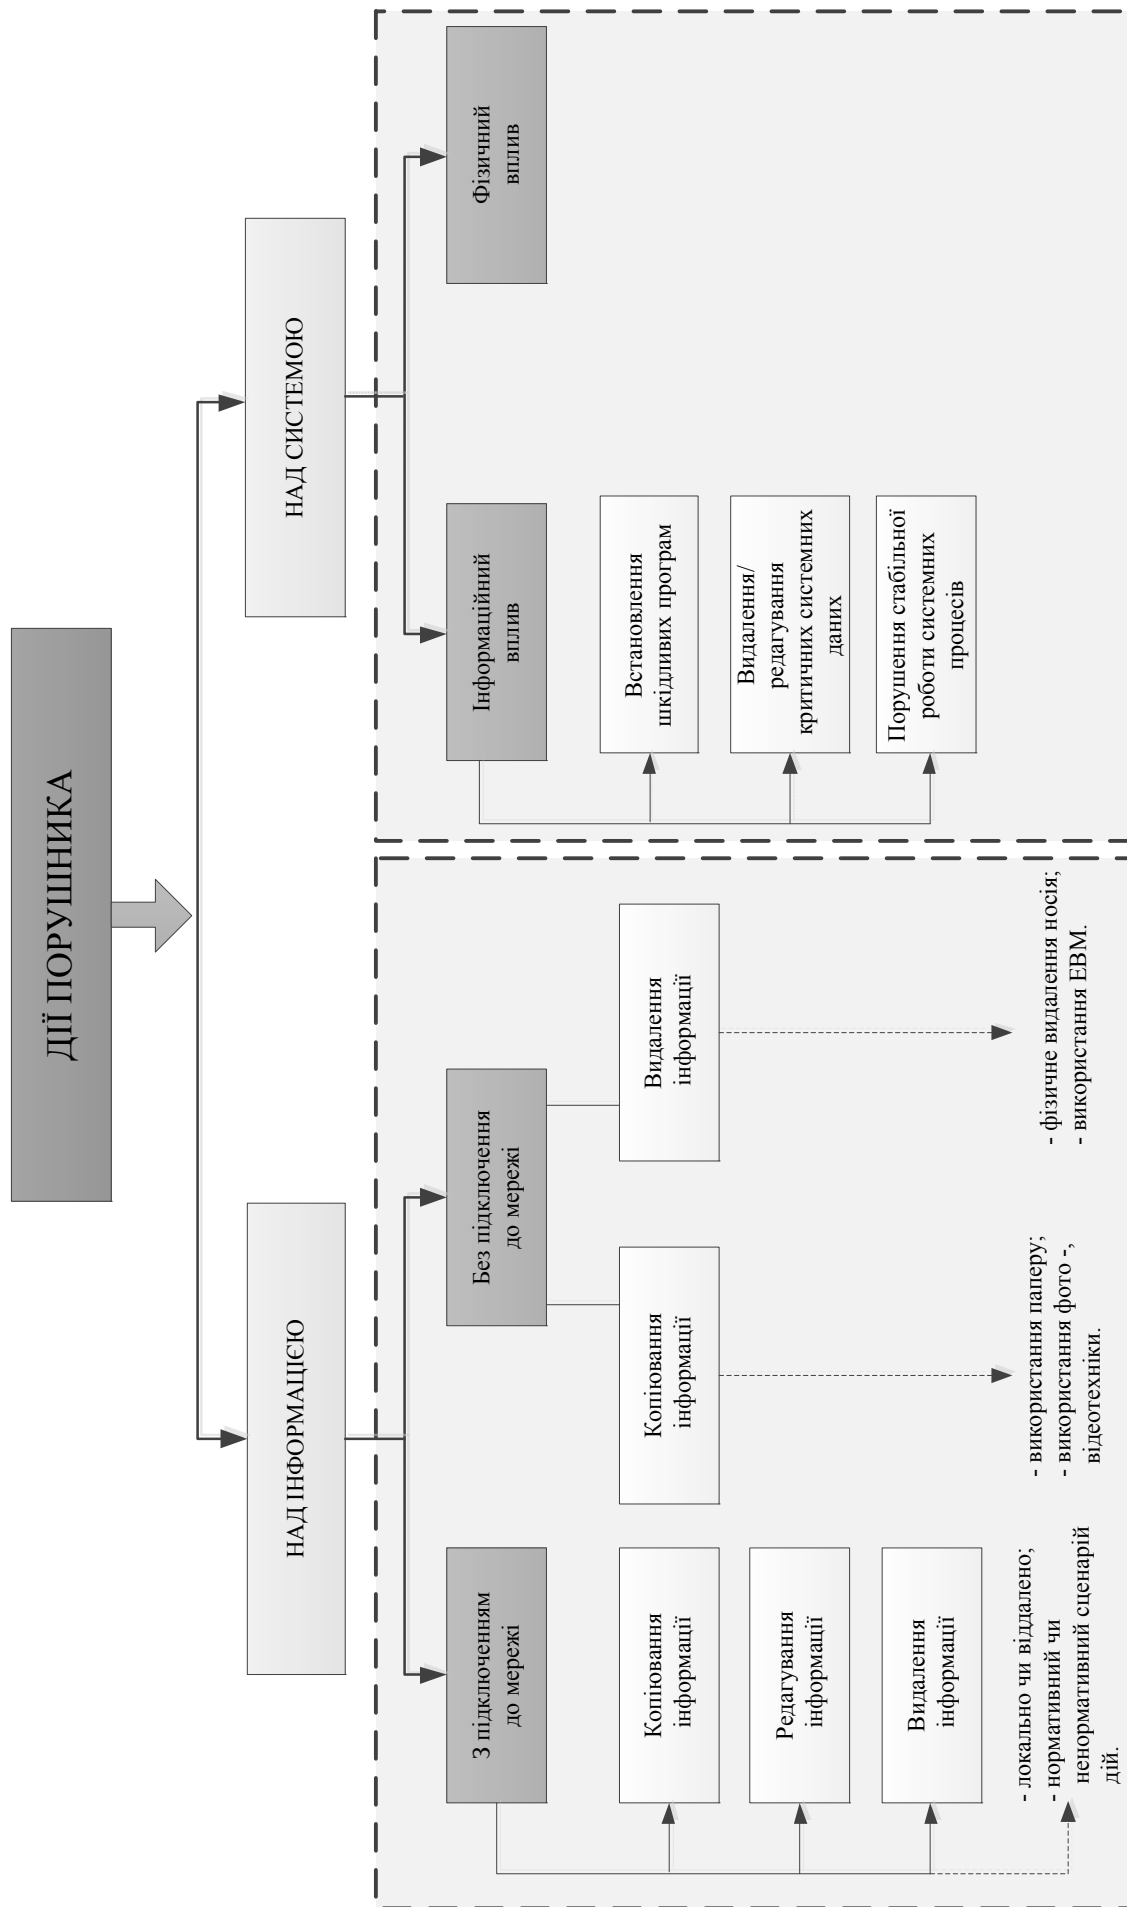 ДІЇ ПОРУШНИКА
НАД ІНФОРМАЦІЄЮ
НАД СИСТЕМОЮ
З підключенням
до мережі
Без підключення
до мережі
Інформаційний
вплив
Фізичний
вплив
Копіювання
інформації
Редагування
інформації
Видалення
інформації
- локально чи віддалено;
- нормативний чи
ненормативний сценарій
дій.
Копіювання
інформації
- використання паперу;
- використання фото -,
відеотехніки.
Видалення
інформації
- фізичне видалення носія;
- використання ЕВМ.
Встановлення
шкідливих програм
Видалення/
редагування
критичних системних
даних
Порушення стабільної
роботи системних
процесів